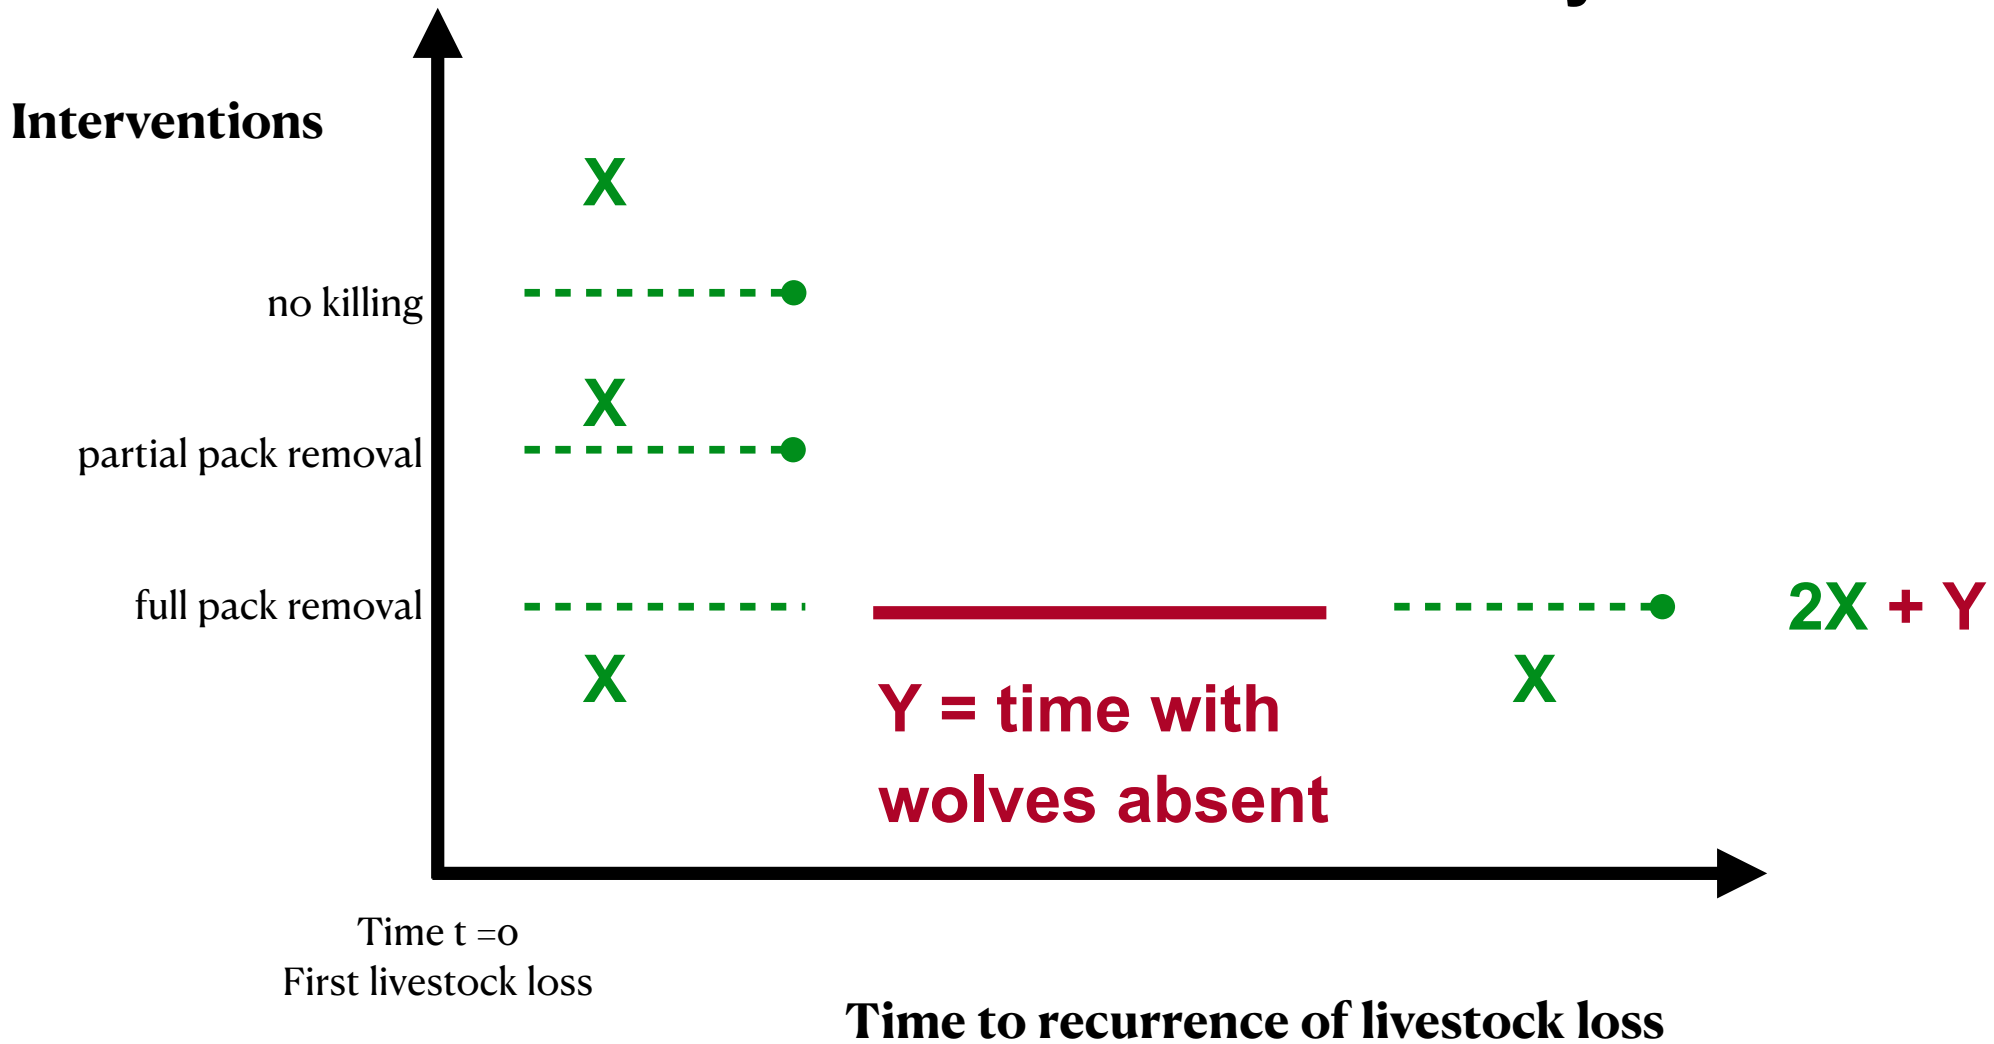 Interventions
X
no killing
X
partial pack removal
full pack removal
2X + Y
X
X
Y = time with
wolves absent
Time t =0
First livestock loss
Time to recurrence of livestock loss